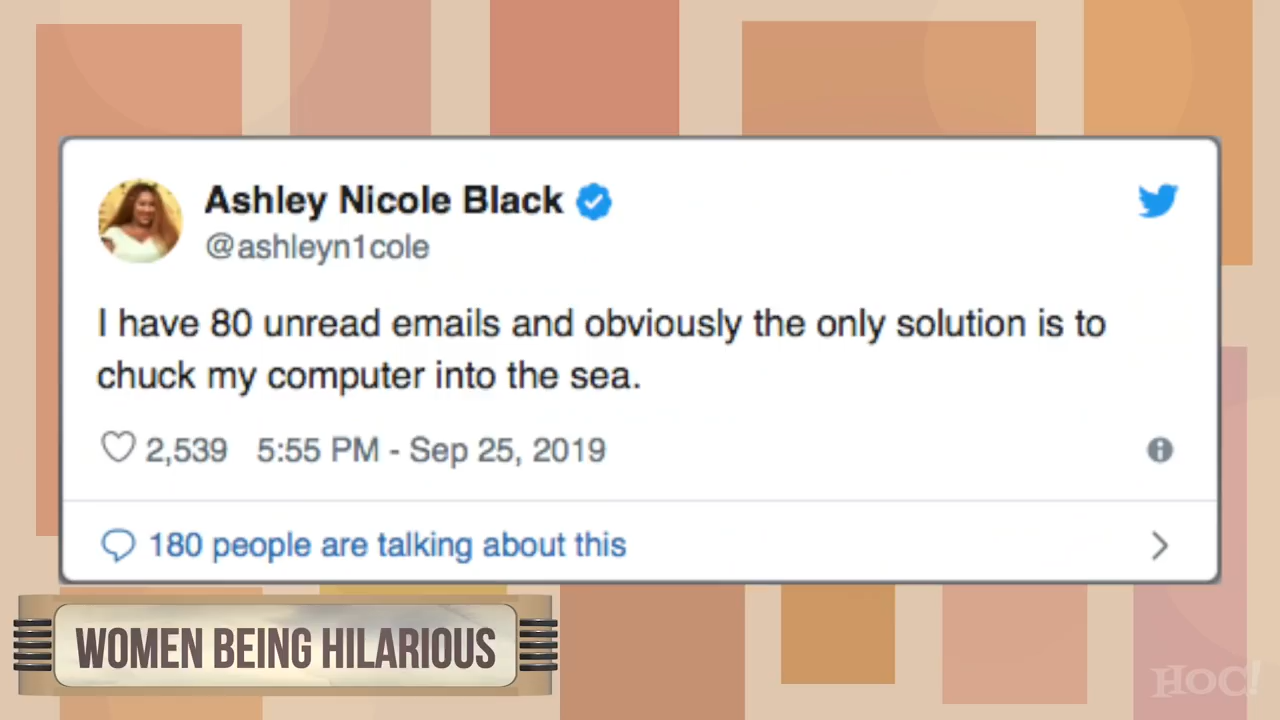 Ashley Nicole Black
@ashleyn1cole
I have 80 unread emails and obviously the only solution is to
chuck my computer into the sea.
2,539 5:55 PM - Sep 25, 2019
180 people are talking about this
WOMEN BEING HILARIOUS
HOC!